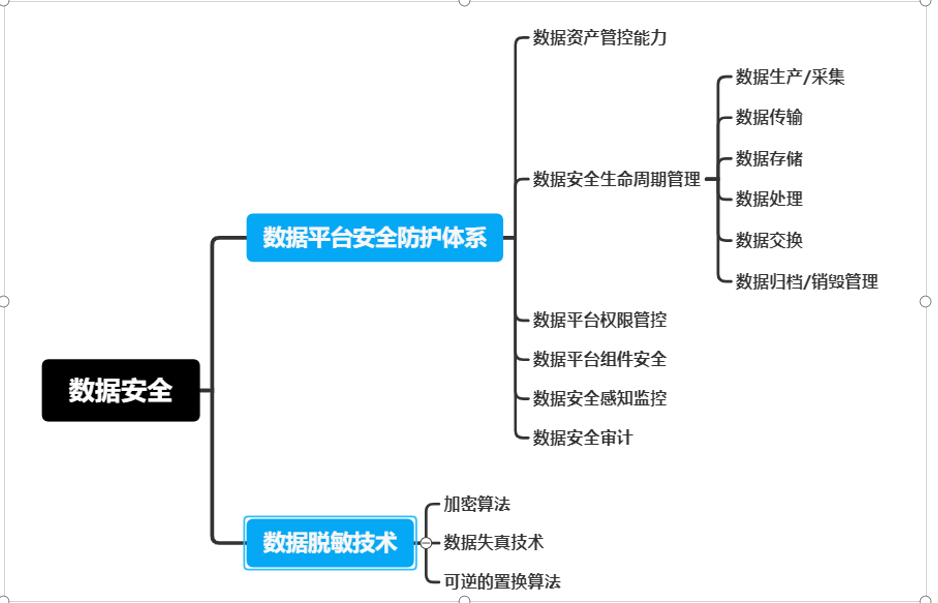 数据安全
数据平台安全防护体系
数据资产管控能力
数据安全生命周期管理
数据生产/采集
数据传输
数据存储
数据处理
数据交换
数据归档/销毁管理
数据平台权限管控
数据平台组件安全
数据安全感知监控
数据安全审计
数据脱敏技术
加密算法
数据失真技术
可逆的置换算法